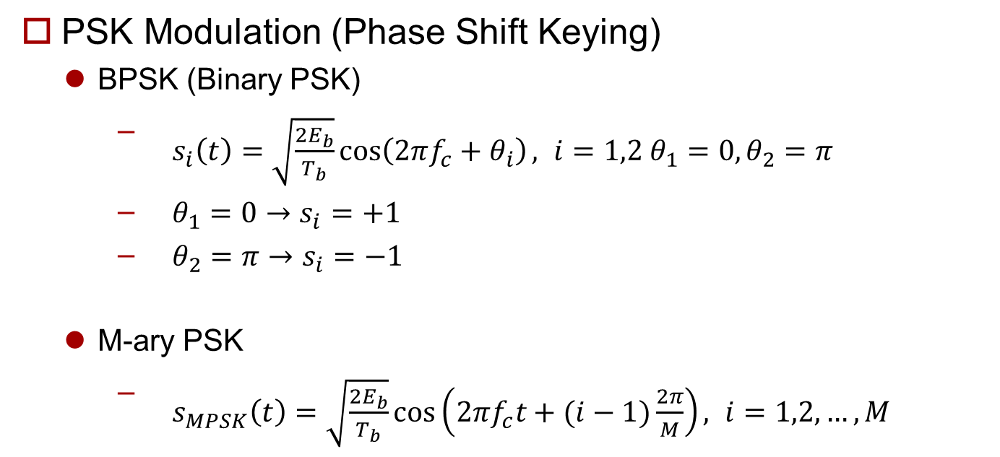 PSK Modulation (Phase Shift Keying)
BPSK (Binary PSK)
– $s_i(t) = \sqrt{\frac{2E_b}{T_b}} \cos(2\pi f_c + \theta_i),\ i = 1,2\ \theta_1 = 0, \theta_2 = \pi$
– $\theta_1 = 0 \rightarrow s_i = +1$
– $\theta_2 = \pi \rightarrow s_i = -1$
M-ary PSK
– $s_{MPSK}(t) = \sqrt{\frac{2E_b}{T_b}} \cos\left(2\pi f_c t + (i-1)\frac{2\pi}{M}\right),\ i = 1,2, \ldots, M$